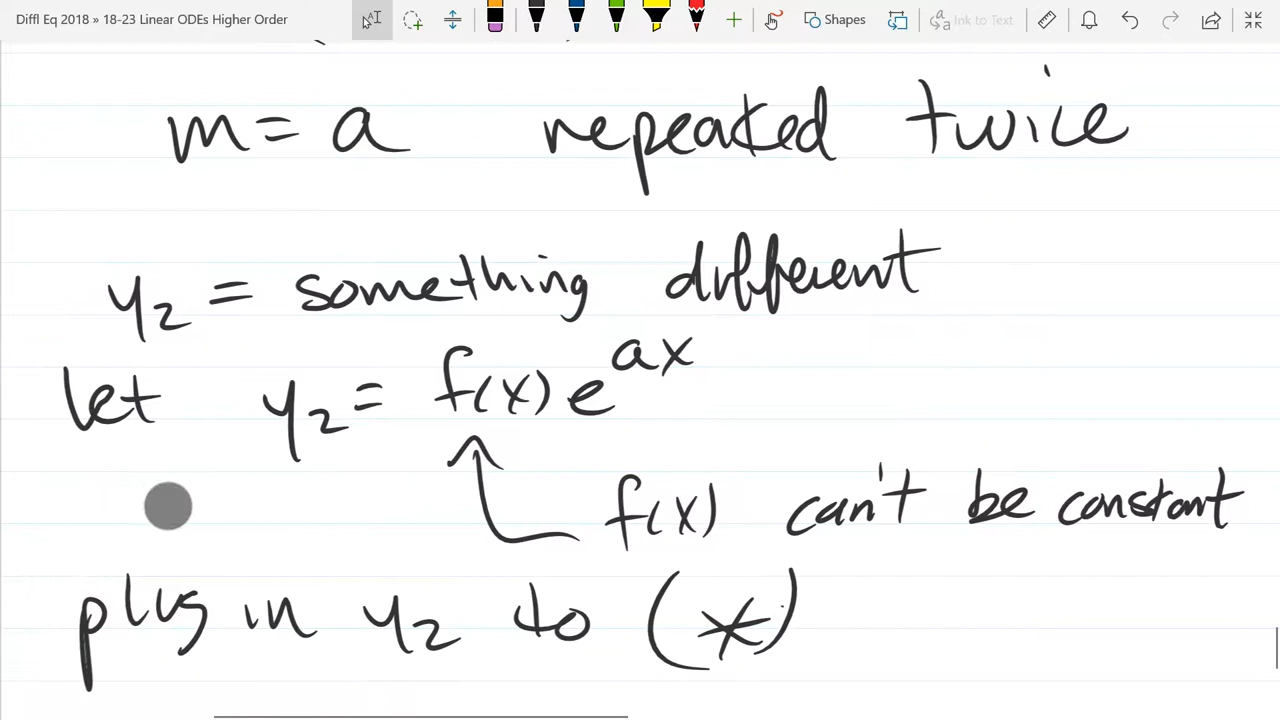 Diffl Eq 2018 » 18-23 Linear ODEs Higher Order
Shapes
Ink to Text
m = a repeated twice
y₂ = something different
let y₂ = f(x) e^{ax}
f(x) can't be constant
plug in y₂ to (*)